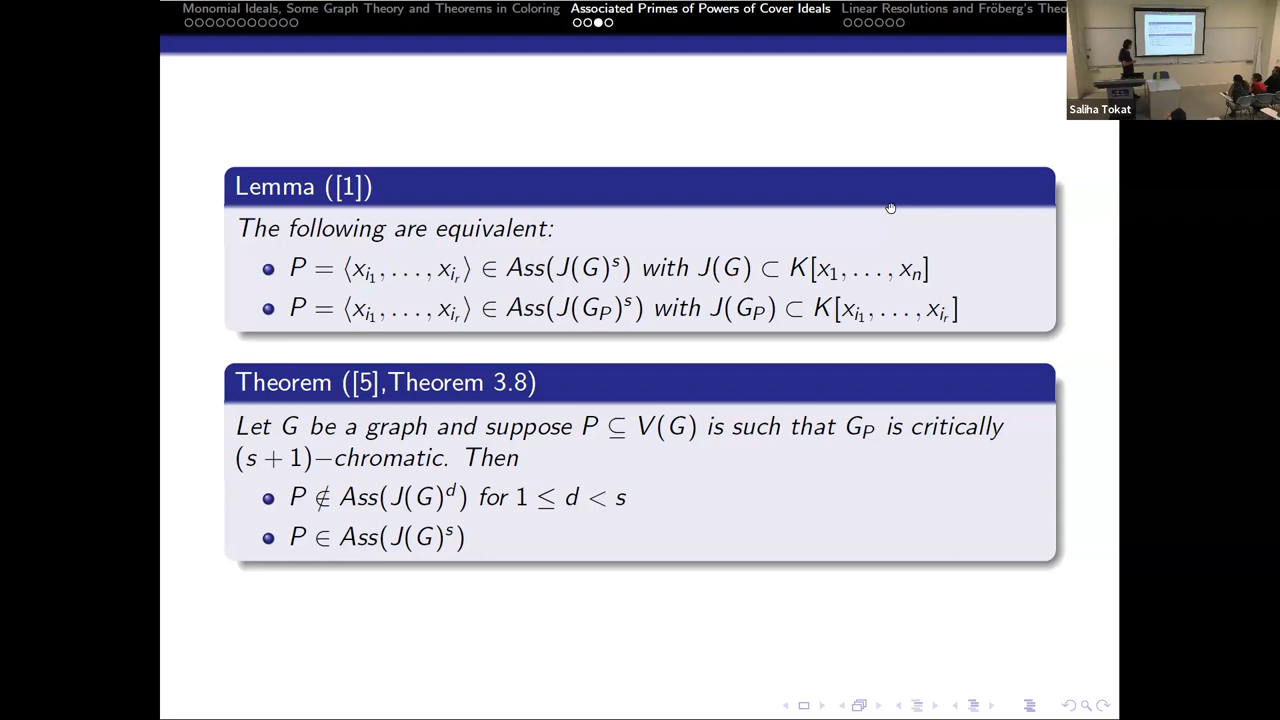 Monomial Ideals, Some Graph Theory and Theorems in Coloring Associated Primes of Powers of Cover Ideals Linear Resolutions and Fröberg's Theo
Saliha Tokat
Lemma ([1])
The following are equivalent:
P = ⟨x_{i_1}, . . . , x_{i_r}⟩ ∈ Ass(J(G)^s) with J(G) ⊂ K[x_1, . . . , x_n]
P = ⟨x_{i_1}, . . . , x_{i_r}⟩ ∈ Ass(J(G_P)^s) with J(G_P) ⊂ K[x_{i_1}, . . . , x_{i_r}]
Theorem ([5],Theorem 3.8)
Let G be a graph and suppose P ⊆ V(G) is such that G_P is critically
(s + 1)−chromatic. Then
P ∉ Ass(J(G)^d) for 1 ≤ d < s
P ∈ Ass(J(G)^s)